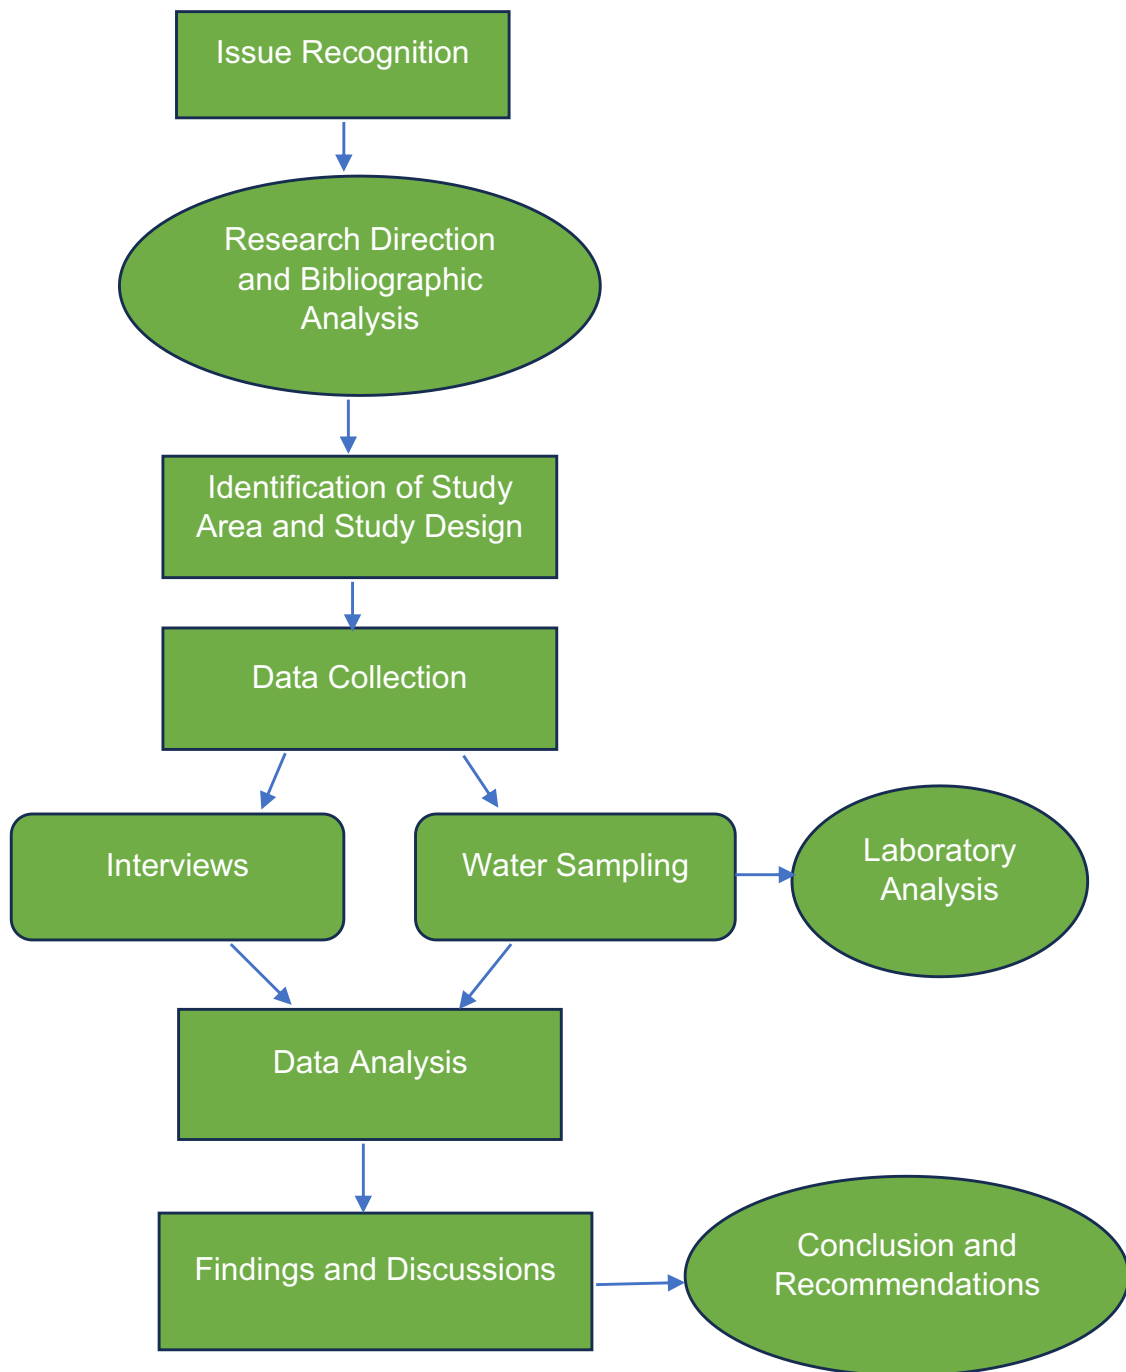 Issue Recognition
Research Direction
and Bibliographic
Analysis
Identification of Study
Area and Study Design
Data Collection
Interviews
Water Sampling
Laboratory
Analysis
Data Analysis
Findings and Discussions
Conclusion and
Recommendations